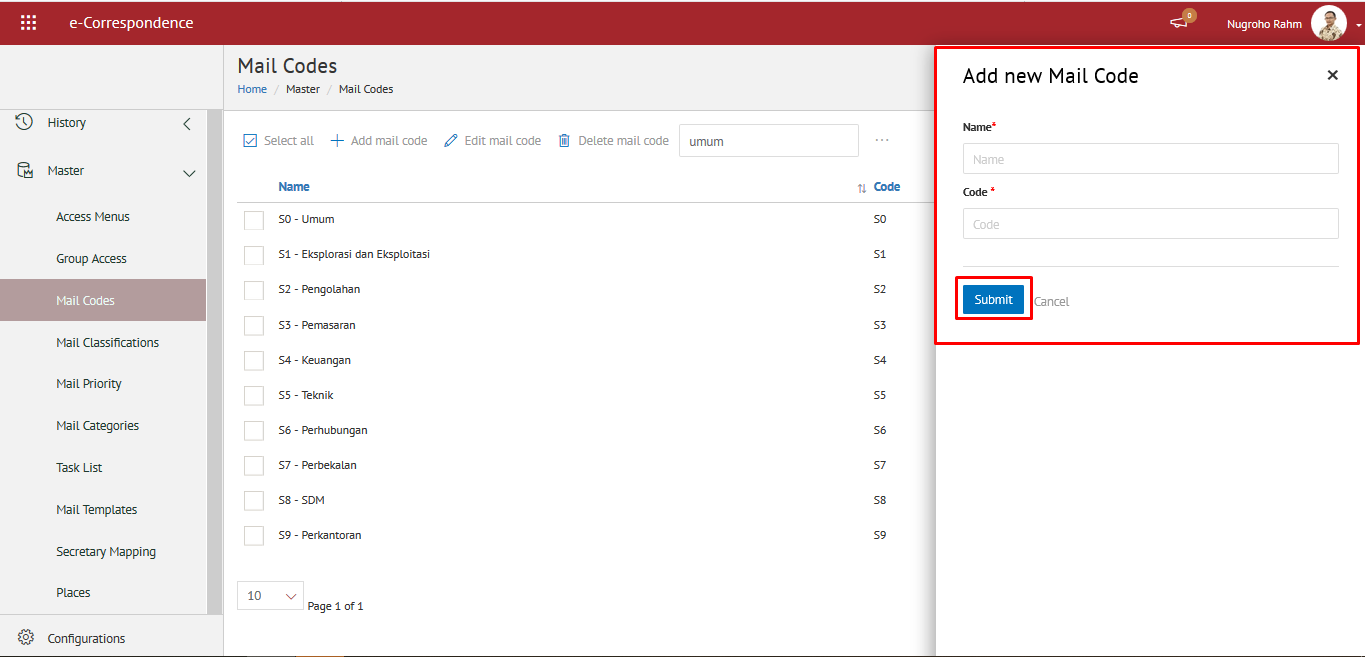 e-Correspondence
0
Nugroho Rahm
Mail Codes
Home / Master / Mail Codes
History
Master
Access Menus
Group Access
Mail Codes
Mail Classifications
Mail Priority
Mail Categories
Task List
Mail Templates
Secretary Mapping
Places
Configurations
Select all Add mail code Edit mail code Delete mail code umum ...
Name Code
S0 - Umum S0
S1 - Eksplorasi dan Eksploitasi S1
S2 - Pengolahan S2
S3 - Pemasaran S3
S4 - Keuangan S4
S5 - Teknik S5
S6 - Perhubungan S6
S7 - Perbekalan S7
S8 - SDM S8
S9 - Perkantoran S9
10 Page 1 of 1
Add new Mail Code
Name*
Name
Code *
Code
Submit Cancel